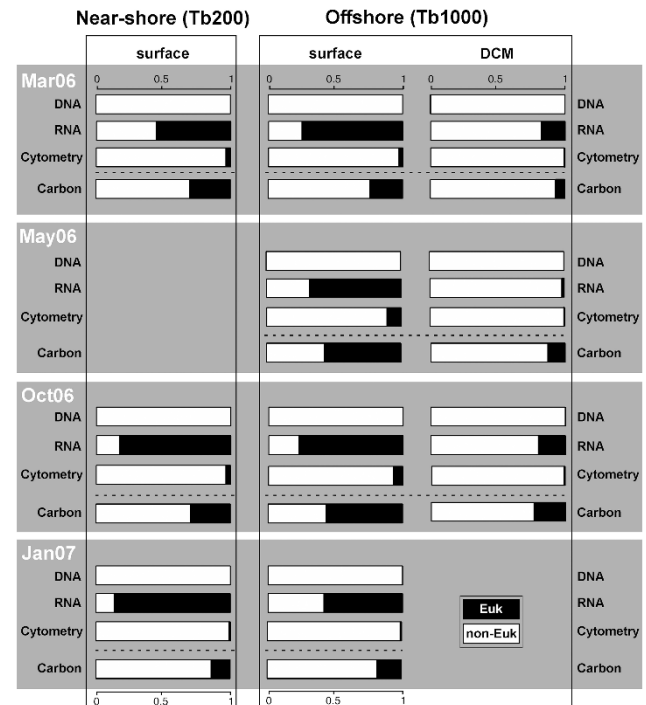 Near-shore (Tb200) Offshore (Tb1000)
surface surface DCM
Mar06 0 0.5 1 0 0.5 1 0 0.5 1
DNA DNA
RNA RNA
Cytometry Cytometry
Carbon Carbon
May06
DNA DNA
RNA RNA
Cytometry Cytometry
Carbon Carbon
Oct06
DNA DNA
RNA RNA
Cytometry Cytometry
Carbon Carbon
Jan07
DNA DNA
RNA Euk RNA
Cytometry non-Euk Cytometry
Carbon Carbon
0 0.5 1 0 0.5 1